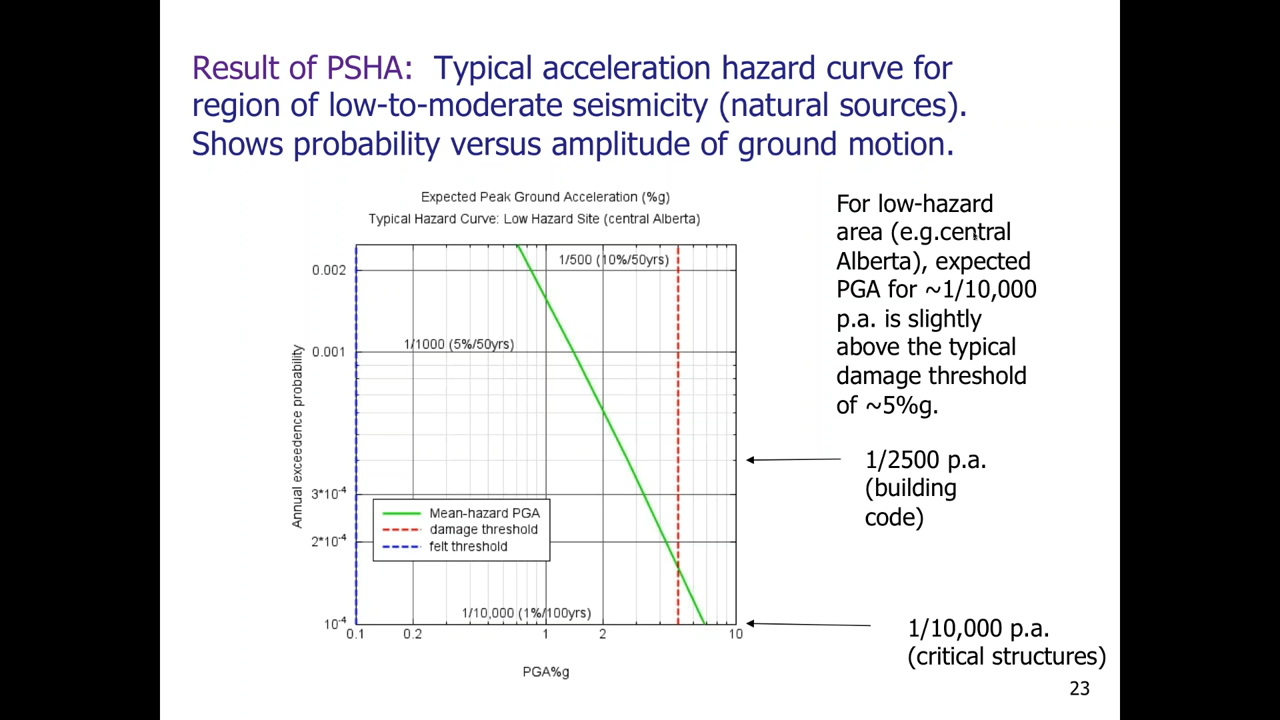 Result of PSHA: Typical acceleration hazard curve for
region of low-to-moderate seismicity (natural sources).
Shows probability versus amplitude of ground motion.
Expected Peak Ground Acceleration (%g)
Typical Hazard Curve: Low Hazard Site (central Alberta)
1/500 (10%/50yrs)
0.002
1/1000 (5%/50yrs)
0.001
Annual exceedence probability
3*10-4
Mean-hazard PGA
damage threshold
felt threshold
2*10-4
1/10,000 (1%/100yrs)
10-4
0.1 0.2 1 2 10
PGA%g
For low-hazard
area (e.g.central
Alberta), expected
PGA for ~1/10,000
p.a. is slightly
above the typical
damage threshold
of ~5%g.
1/2500 p.a.
(building
code)
1/10,000 p.a.
(critical structures)
23